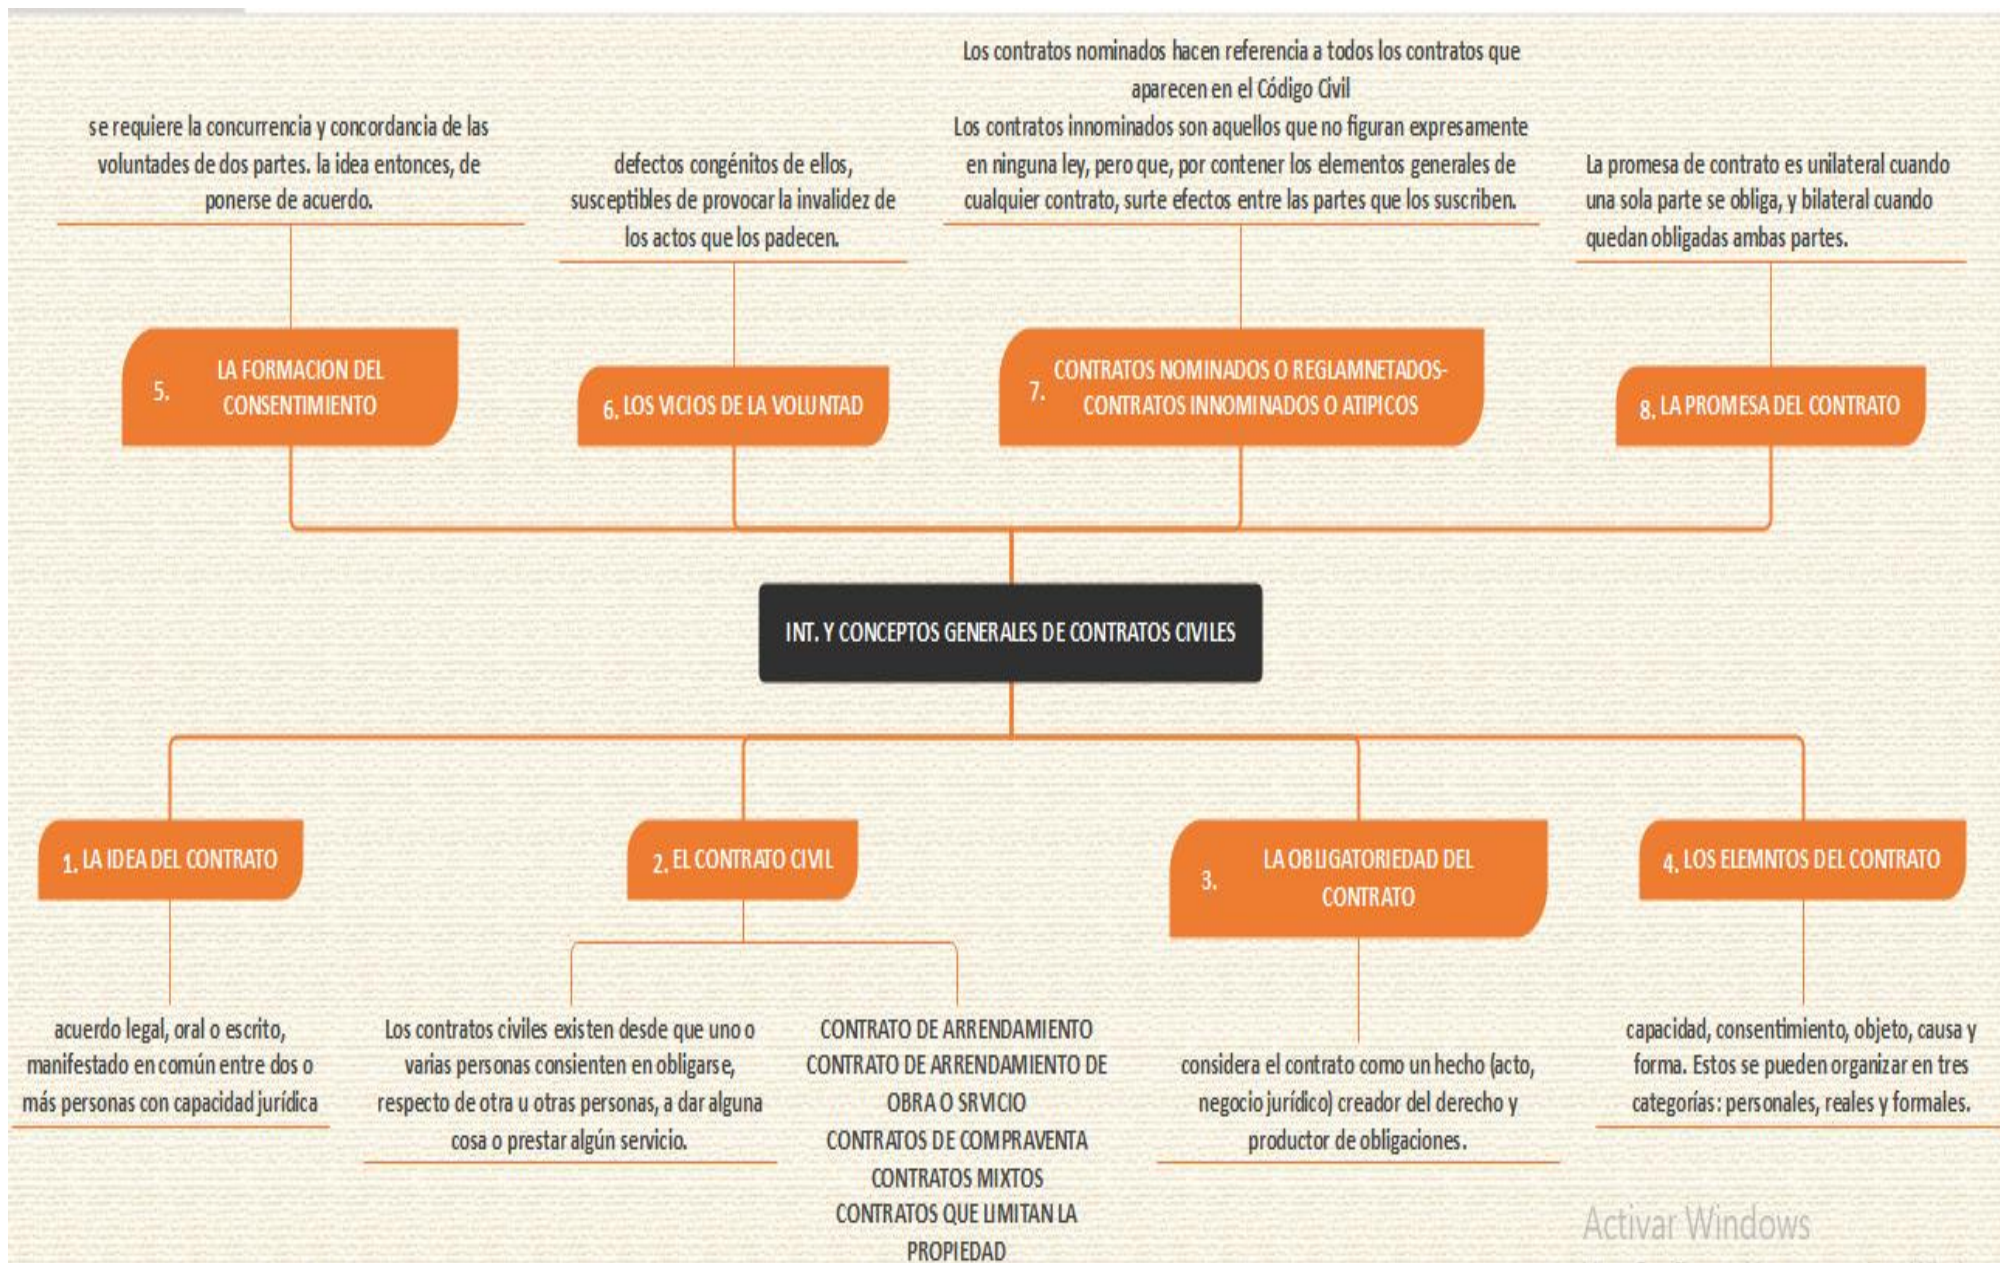 Los contratos nominados hacen referencia a todos los contratos que
aparecen en el Código Civil
Los contratos innominados son aquellos que no figuran expresamente
en ninguna ley, pero que, por contener los elementos generales de
cualquier contrato, surte efectos entre las partes que los suscriben.
se requiere la concurrencia y concordancia de las
voluntades de dos partes. la idea entonces, de
ponerse de acuerdo.
defectos congénitos de ellos,
susceptibles de provocar la invalidez de
los actos que los padecen.
La promesa de contrato es unilateral cuando
una sola parte se obliga, y bilateral cuando
quedan obligadas ambas partes.
5. LA FORMACION DEL
CONSENTIMIENTO
6. LOS VICIOS DE LA VOLUNTAD
7. CONTRATOS NOMINADOS O REGLAMNETADOS-
CONTRATOS INNOMINADOS O ATIPICOS
8. LA PROMESA DEL CONTRATO
INT. Y CONCEPTOS GENERALES DE CONTRATOS CIVILES
1. LA IDEA DEL CONTRATO
2. EL CONTRATO CIVIL
3. LA OBLIGATORIEDAD DEL
CONTRATO
4. LOS ELEMNTOS DEL CONTRATO
acuerdo legal, oral o escrito,
manifestado en común entre dos o
más personas con capacidad jurídica
Los contratos civiles existen desde que uno o
varias personas consienten en obligarse,
respecto de otra u otras personas, a dar alguna
cosa o prestar algún servicio.
CONTRATO DE ARRENDAMIENTO
CONTRATO DE ARRENDAMIENTO DE
OBRA O SRVICIO
CONTRATOS DE COMPRAVENTA
CONTRATOS MIXTOS
CONTRATOS QUE LIMITAN LA
PROPIEDAD
considera el contrato como un hecho (acto,
negocio jurídico) creador del derecho y
productor de obligaciones.
capacidad, consentimiento, objeto, causa y
forma. Estos se pueden organizar en tres
categorías: personales, reales y formales.
Activar Windows